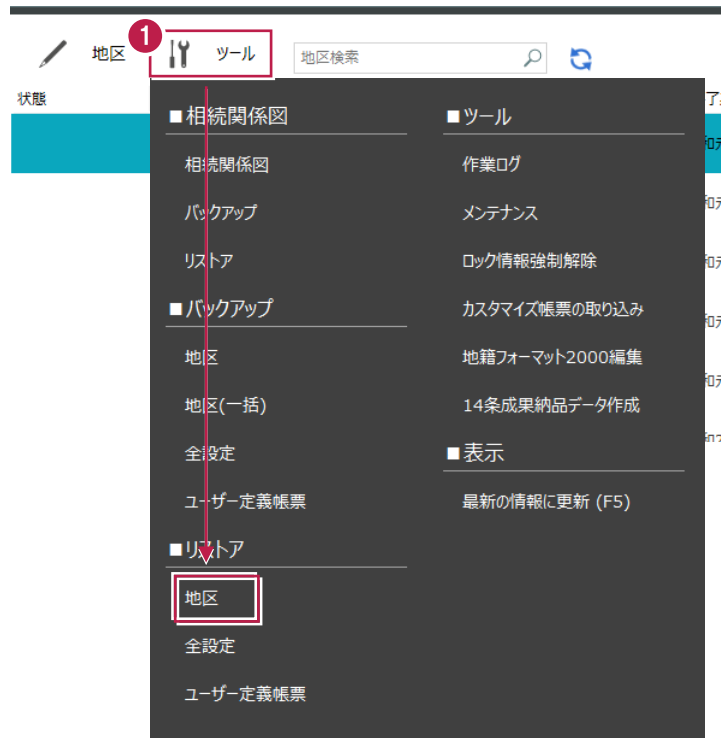 1
地区
ツール
地区検索
状態
■相続関係図
相続関係図
バックアップ
リストア
■バックアップ
地区
地区(一括)
全設定
ユーザー定義帳票
■リストア
地区
全設定
ユーザー定義帳票
■ツール
作業ログ
メンテナンス
ロック情報強制解除
カスタマイズ帳票の取り込み
地籍フォーマット2000編集
14条成果納品データ作成
■表示
最新の情報に更新 (F5)